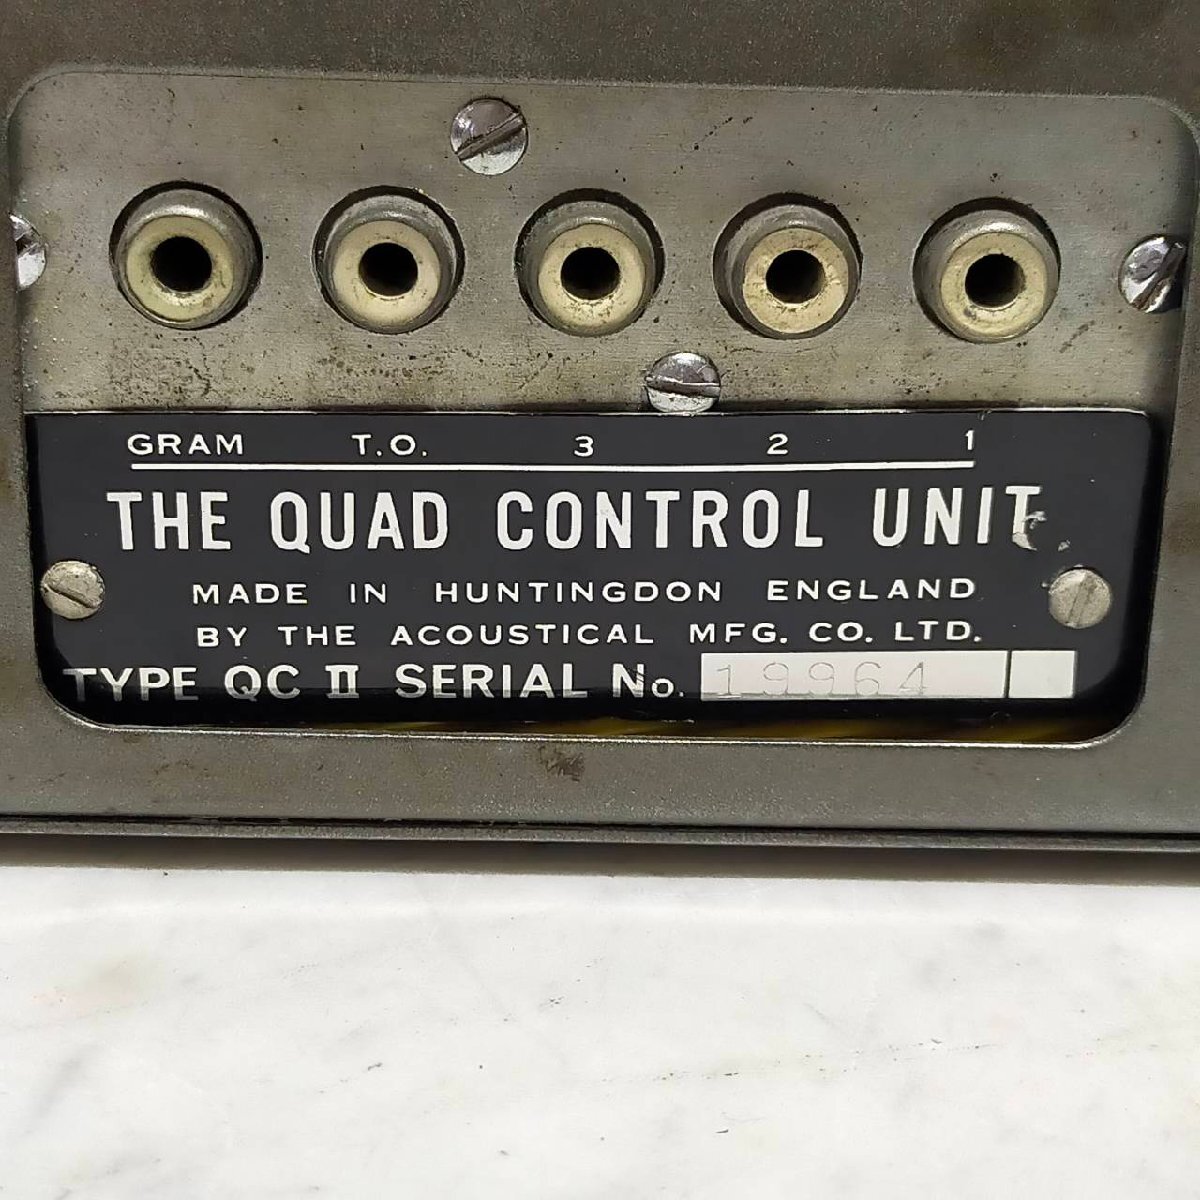 GRAM T.O. 3 2 1
THE QUAD CONTROL UNIT
MADE IN HUNTINGDON ENGLAND
BY THE ACOUSTICAL MFG. CO. LTD.
TYPE QC II SERIAL No. 19964